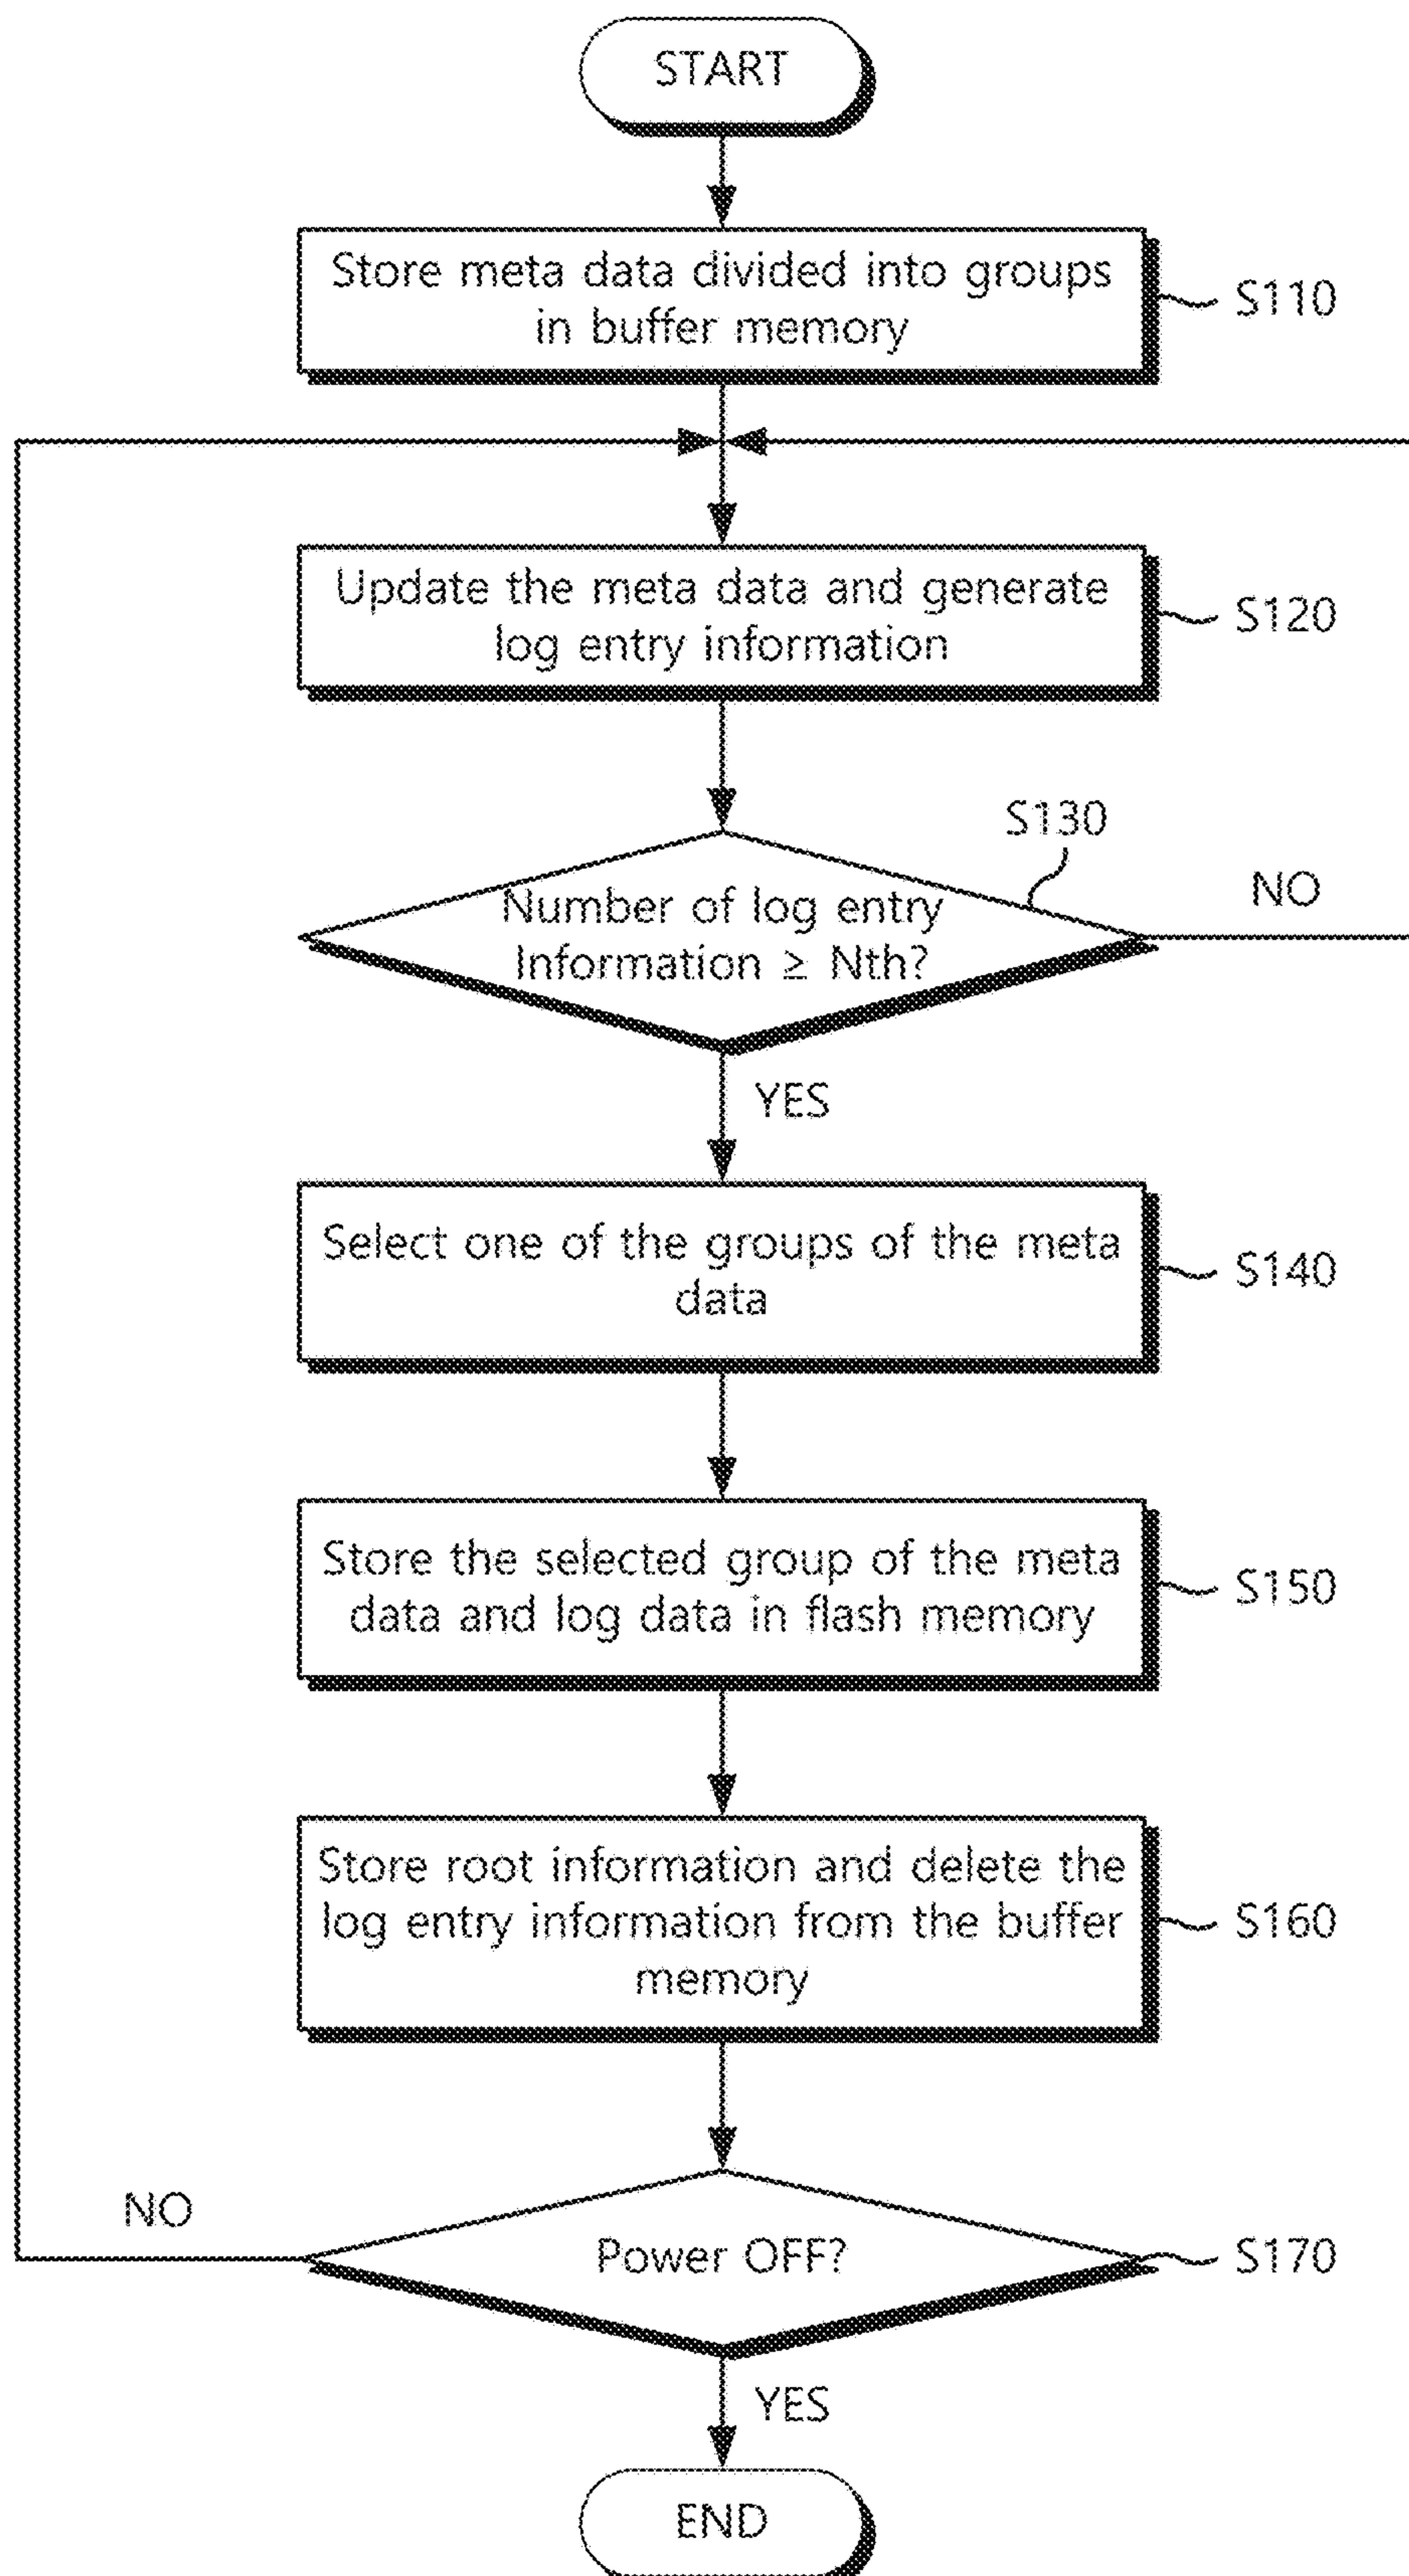 START
Store meta data divided into groups
in buffer memory
S110
Update the meta data and generate
log entry information
S120
S130
Number of log entry
Information ≥ Nth?
NO
YES
Select one of the groups of the meta
data
S140
Store the selected group of the meta
data and log data in flash memory
S150
Store root information and delete the
log entry information from the buffer
memory
S160
NO
Power OFF?
S170
YES
END